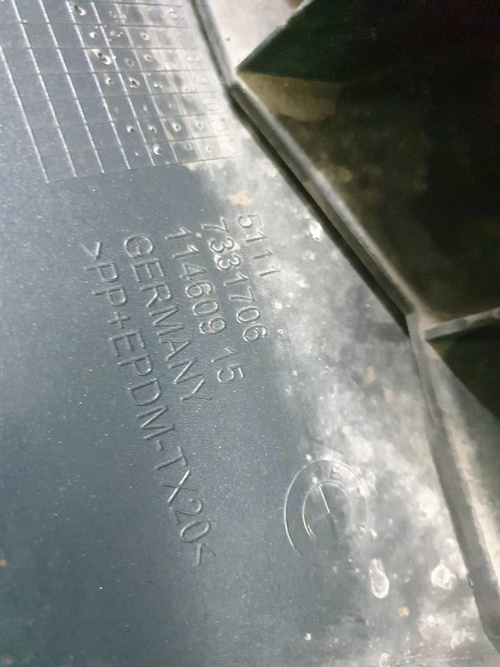 5111
7331706
114609 15
GERMANY
>PP+EPDM-TX20<